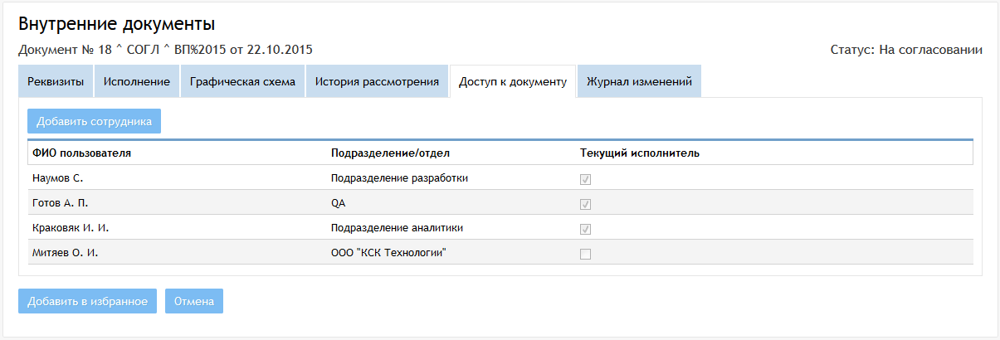 Внутренние документы
Документ № 18 ^ СОГЛ ^ ВП%2015 от 22.10.2015 Статус: На согласовании
Реквизиты Исполнение Графическая схема История рассмотрения Доступ к документу Журнал изменений
Добавить сотрудника
ФИО пользователя Подразделение/отдел Текущий исполнитель
Наумов С. Подразделение разработки
Готов А. П. QA
Краковяк И. И. Подразделение аналитики
Митяев О. И. ООО "КСК Технологии"
Добавить в избранное Отмена